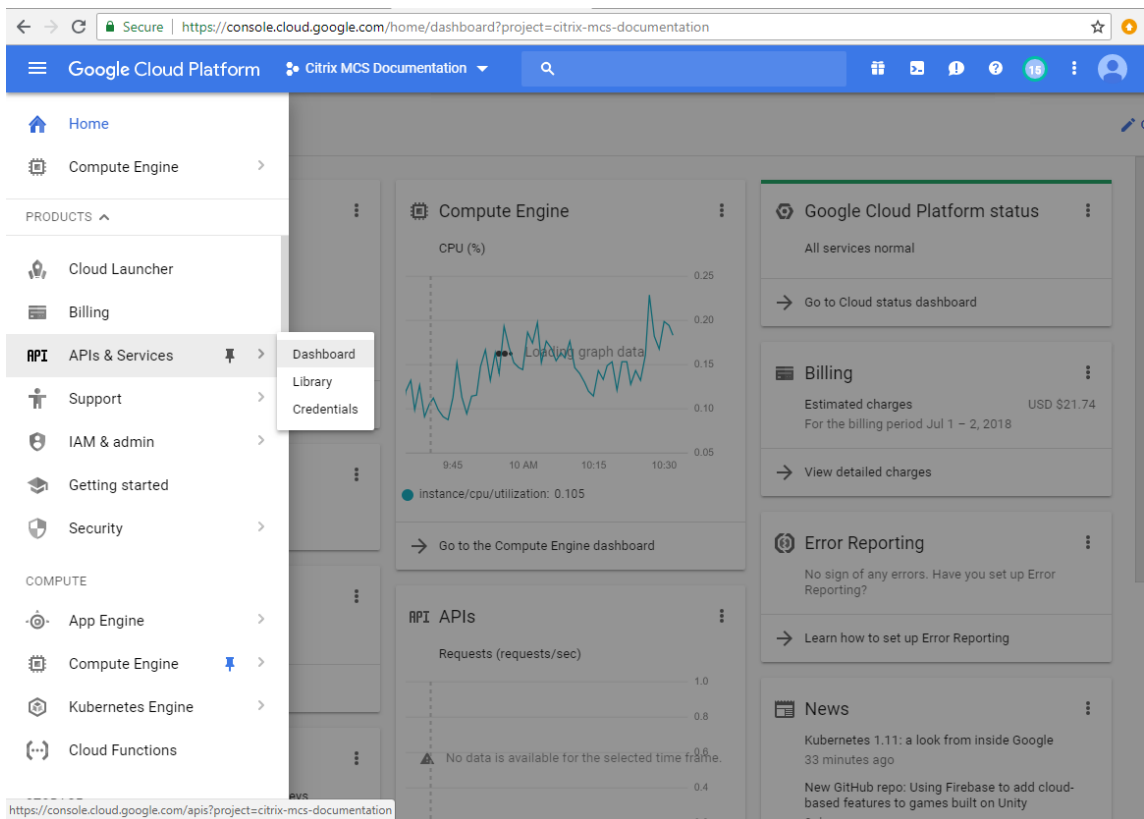 Secure | https://console.cloud.google.com/home/dashboard?project=citrix-mcs-documentation
Google Cloud Platform
Citrix MCS Documentation
15
Home
Compute Engine
PRODUCTS
Cloud Launcher
Billing
API APIs & Services
Dashboard
Library
Credentials
Support
IAM & admin
Getting started
Security
COMPUTE
App Engine
Compute Engine
Kubernetes Engine
Cloud Functions
https://console.cloud.google.com/apis?project=citrix-mcs-documentation
Compute Engine
CPU (%)
0.25
0.20
Loading graph data
0.15
0.10
0.05
9:45 10 AM 10:15 10:30
instance/cpu/utilization: 0.105
Go to the Compute Engine dashboard
API APIs
Requests (requests/sec)
1.0
0.8
No data is available for the selected time frame.
0.6
0.4
Google Cloud Platform status
All services normal
Go to Cloud status dashboard
Billing
Estimated charges USD $21.74
For the billing period Jul 1 – 2, 2018
View detailed charges
Error Reporting
No sign of any errors. Have you set up Error
Reporting?
Learn how to set up Error Reporting
News
Kubernetes 1.11: a look from inside Google
33 minutes ago
New GitHub repo: Using Firebase to add cloud-
based features to games built on Unity